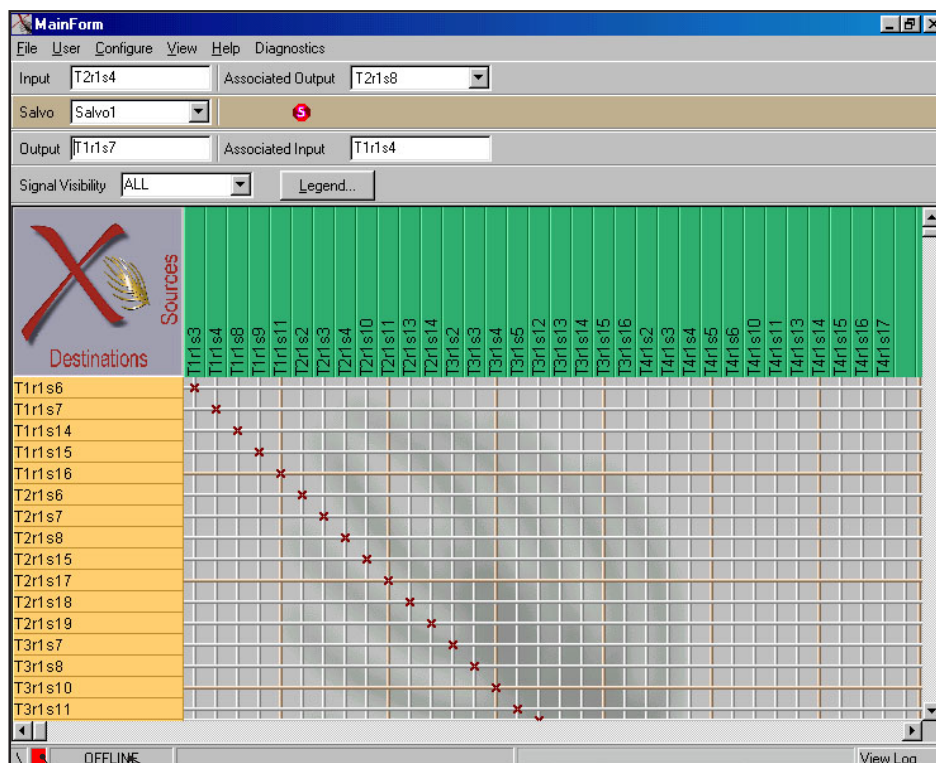 MainForm
File User Configure View Help Diagnostics
Input T2r1s4 Associated Output T2r1s8
Salvo Salvo1 S
Output T1r1s7 Associated Input T1r1s4
Signal Visibility ALL Legend...
Sources
Destinations
T1r1s3
T1r1s4
T1r1s8
T1r1s9
T1r1s11
T2r1s2
T2r1s3
T2r1s4
T2r1s10
T2r1s11
T2r1s13
T2r1s14
T3r1s2
T3r1s3
T3r1s4
T3r1s5
T3r1s12
T3r1s13
T3r1s14
T3r1s15
T3r1s16
T4r1s2
T4r1s3
T4r1s4
T4r1s5
T4r1s6
T4r1s10
T4r1s11
T4r1s13
T4r1s14
T4r1s15
T4r1s16
T4r1s17
T1r1s6
T1r1s7
T1r1s14
T1r1s15
T1r1s16
T2r1s6
T2r1s7
T2r1s8
T2r1s15
T2r1s17
T2r1s18
T2r1s19
T3r1s7
T3r1s8
T3r1s10
T3r1s11
OFFLINE View Log